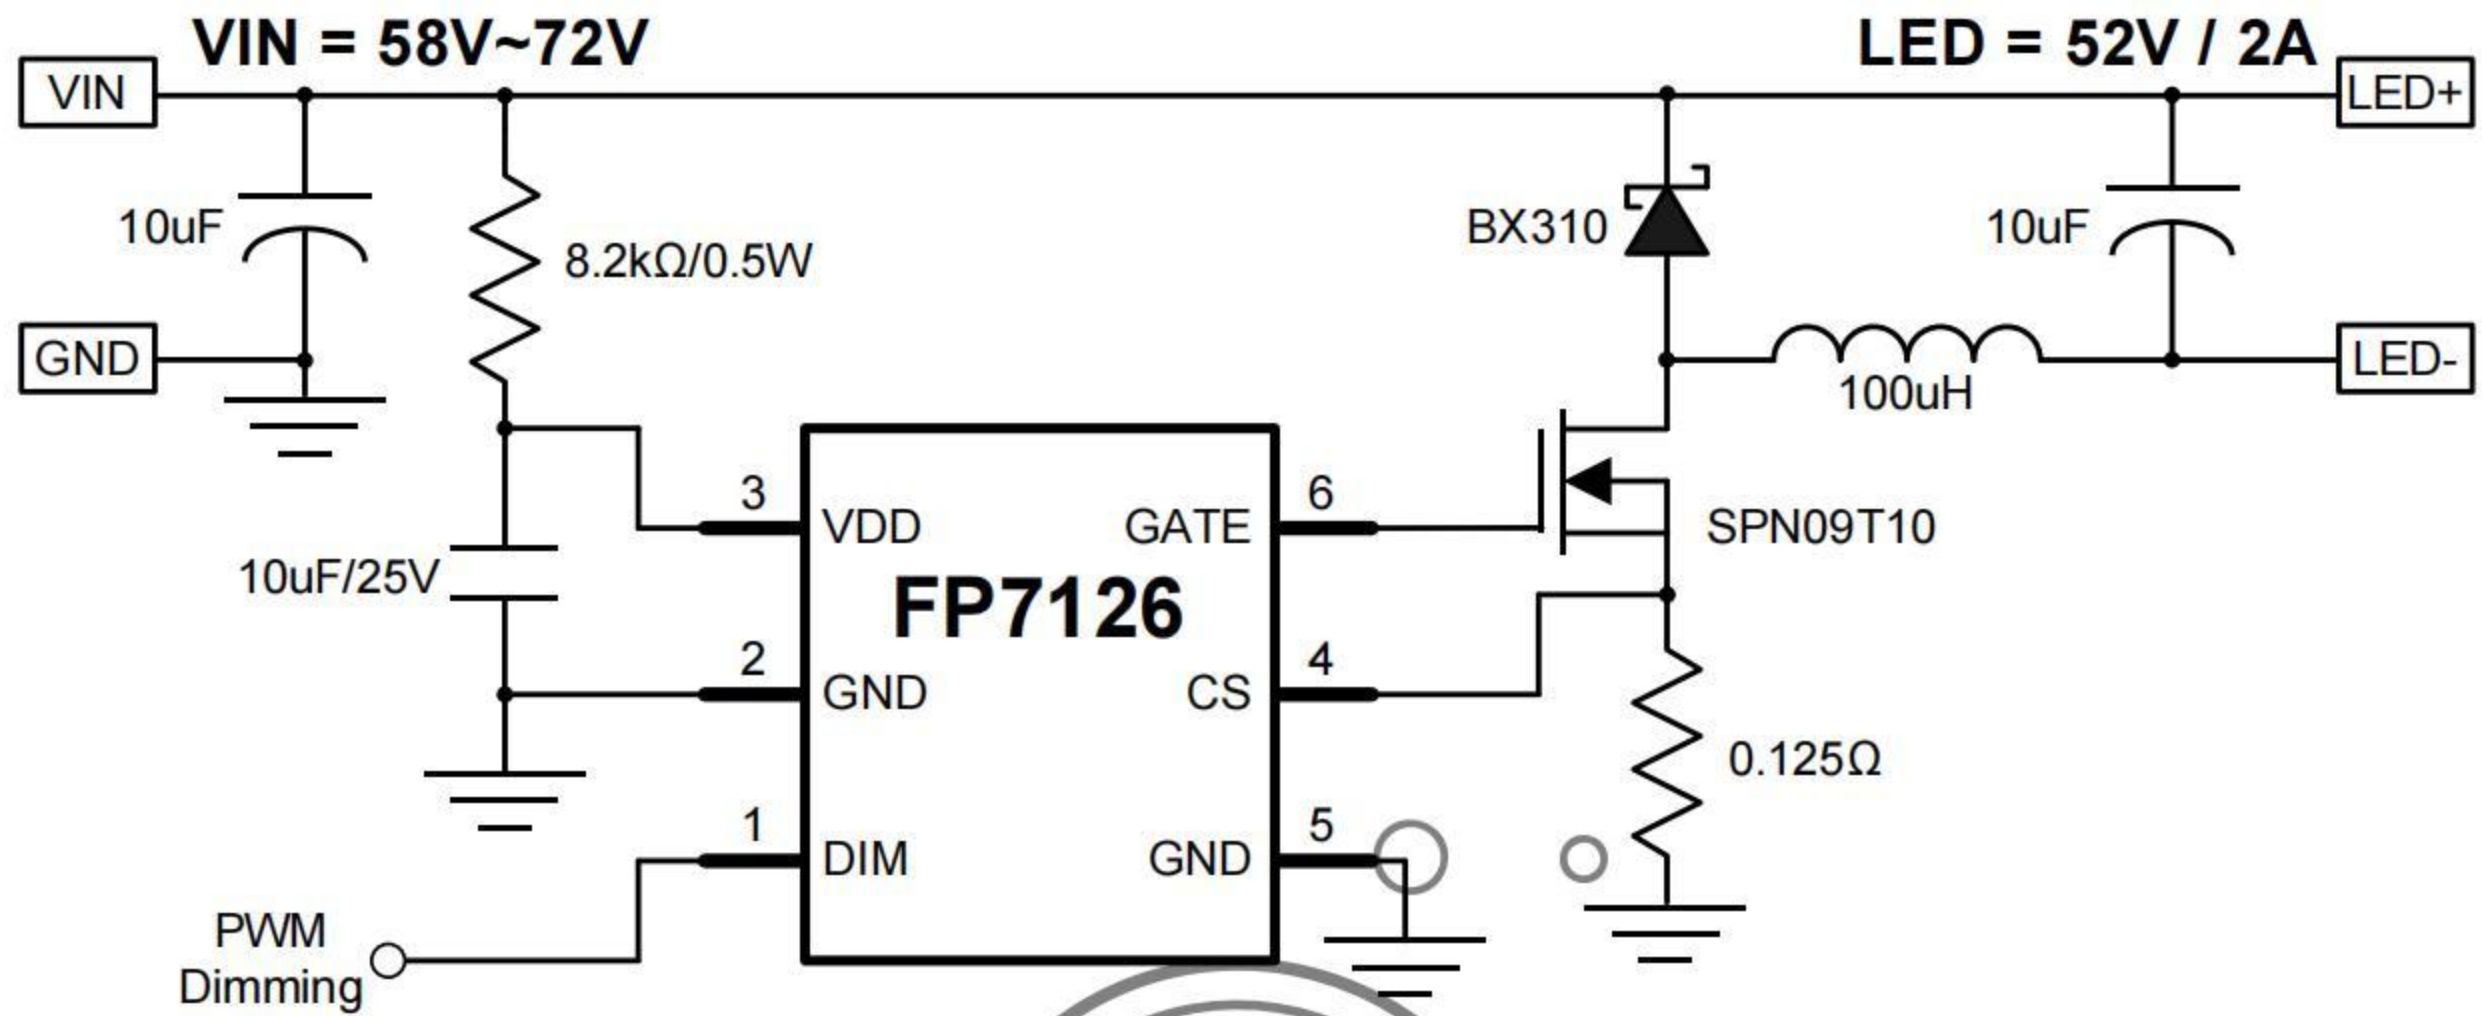 VIN = 58V~72V
LED = 52V / 2A
VIN
LED+
10uF
8.2kΩ/0.5W
BX310
10uF
GND
LED-
100uH
3
VDD
GATE
6
SPN09T10
10uF/25V
FP7126
2
GND
CS
4
0.125Ω
1
DIM
GND
5
PWM
Dimming